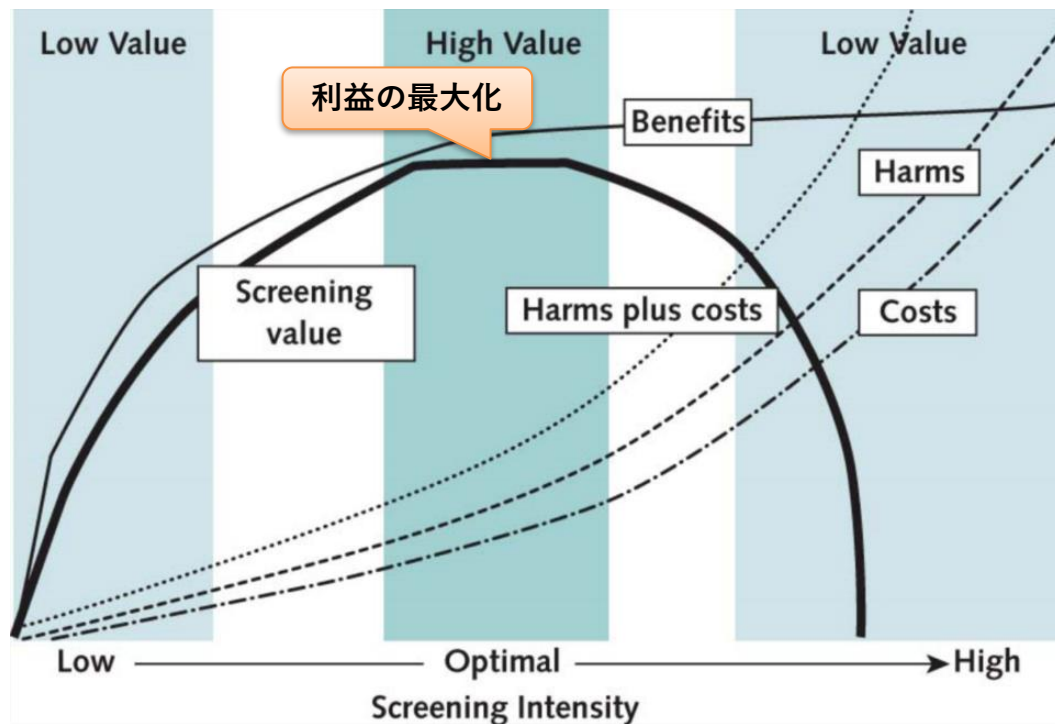 Low Value
High Value
Low Value
利益の最大化
Benefits
Harms
Screening
value
Harms plus costs
Costs
Low
Optimal
High
Screening Intensity